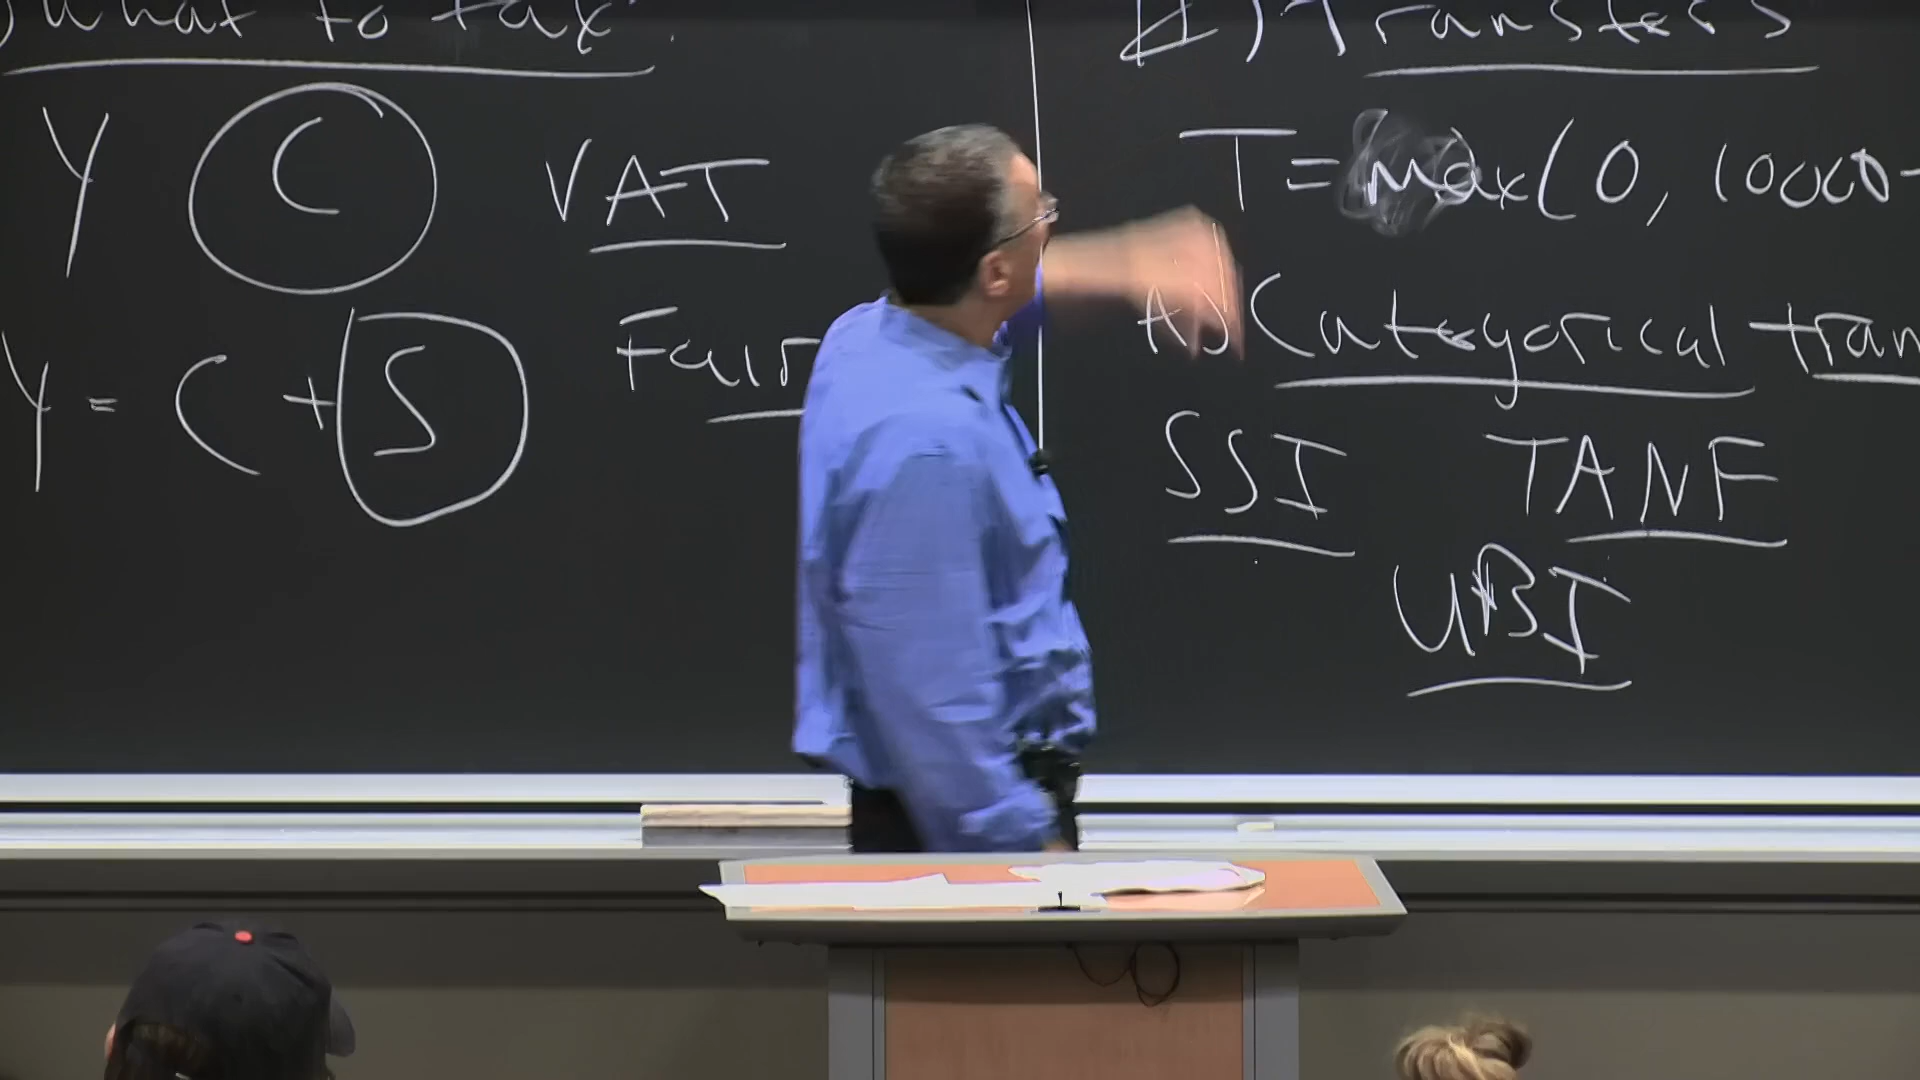 ) What to tax?
Y C VAT
Y = C + S Fair
) Transfers
T = max(0, 10000-
A) Categorical tran
SSI TANF
UBI